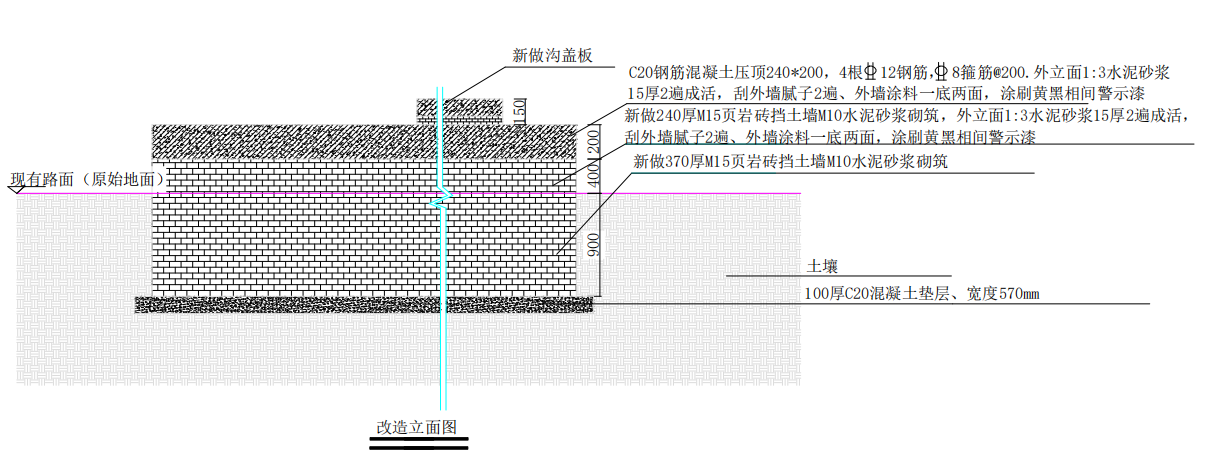 新做沟盖板
C20钢筋混凝土压顶240*200，4根⏀12钢筋，⏀8箍筋@200.外立面1:3水泥砂浆
15厚2遍成活，刮外墙腻子2遍、外墙涂料一底两面，涂刷黄黑相间警示漆
新做240厚M15页岩砖挡土墙M10水泥砂浆砌筑，外立面1:3水泥砂浆15厚2遍成活，
刮外墙腻子2遍、外墙涂料一底两面，涂刷黄黑相间警示漆
新做370厚M15页岩砖挡土墙M10水泥砂浆砌筑
150
200
400
900
现有路面（原始地面）
土壤
100厚C20混凝土垫层、宽度570mm
改造立面图